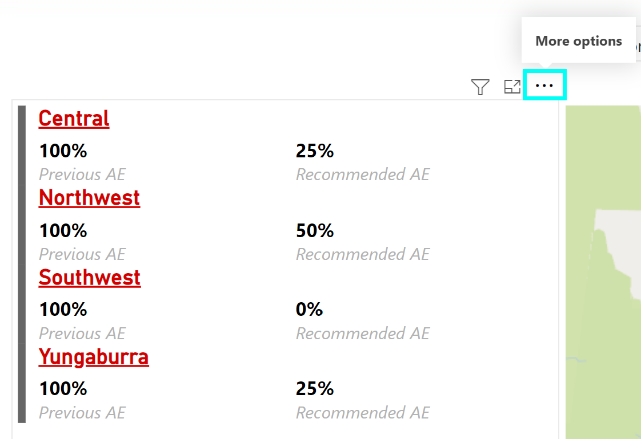 More options
Central
100% 25%
Previous AE Recommended AE
Northwest
100% 50%
Previous AE Recommended AE
Southwest
100% 0%
Previous AE Recommended AE
Yungaburra
100% 25%
Previous AE Recommended AE